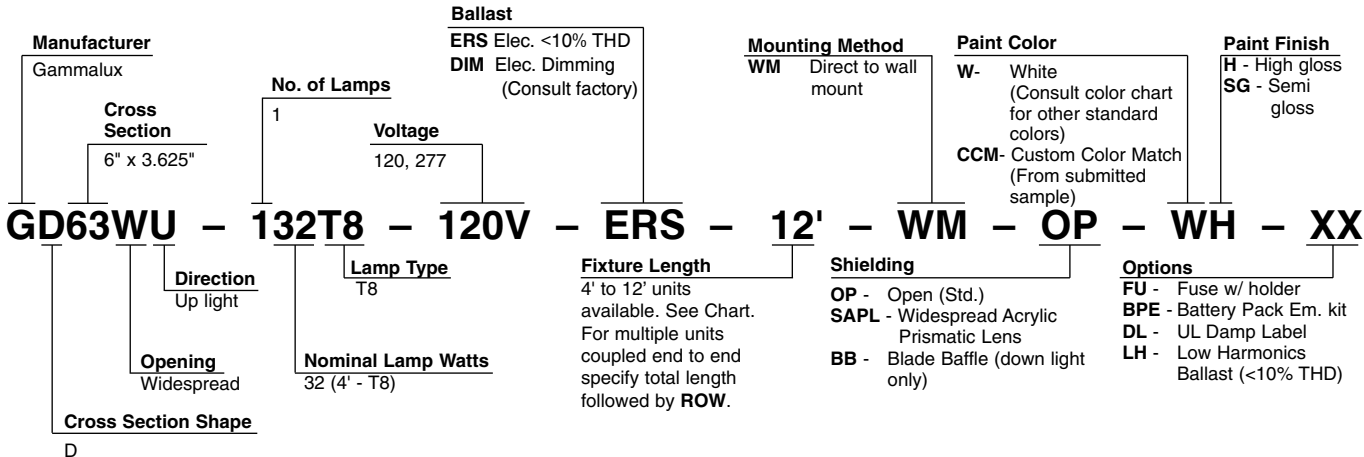 Manufacturer
Gammalux
Cross
Section
6" x 3.625"
No. of Lamps
1
Voltage
120, 277
Ballast
ERS Elec. <10% THD
DIM Elec. Dimming
(Consult factory)
Mounting Method
WM Direct to wall
mount
Paint Color
W- White
(Consult color chart
for other standard
colors)
CCM- Custom Color Match
(From submitted
sample)
Paint Finish
H - High gloss
SG - Semi
gloss
GD63WU – 132T8 – 120V – ERS – 12' – WM – OP – WH – XX
Direction
Up light
Opening
Widespread
Cross Section Shape
D
Lamp Type
T8
Nominal Lamp Watts
32 (4' - T8)
Fixture Length
4' to 12' units
available. See Chart.
For multiple units
coupled end to end
specify total length
followed by ROW.
Shielding
OP - Open (Std.)
SAPL - Widespread Acrylic
Prismatic Lens
BB - Blade Baffle (down light
only)
Options
FU - Fuse w/ holder
BPE - Battery Pack Em. kit
DL - UL Damp Label
LH - Low Harmonics
Ballast (<10% THD)